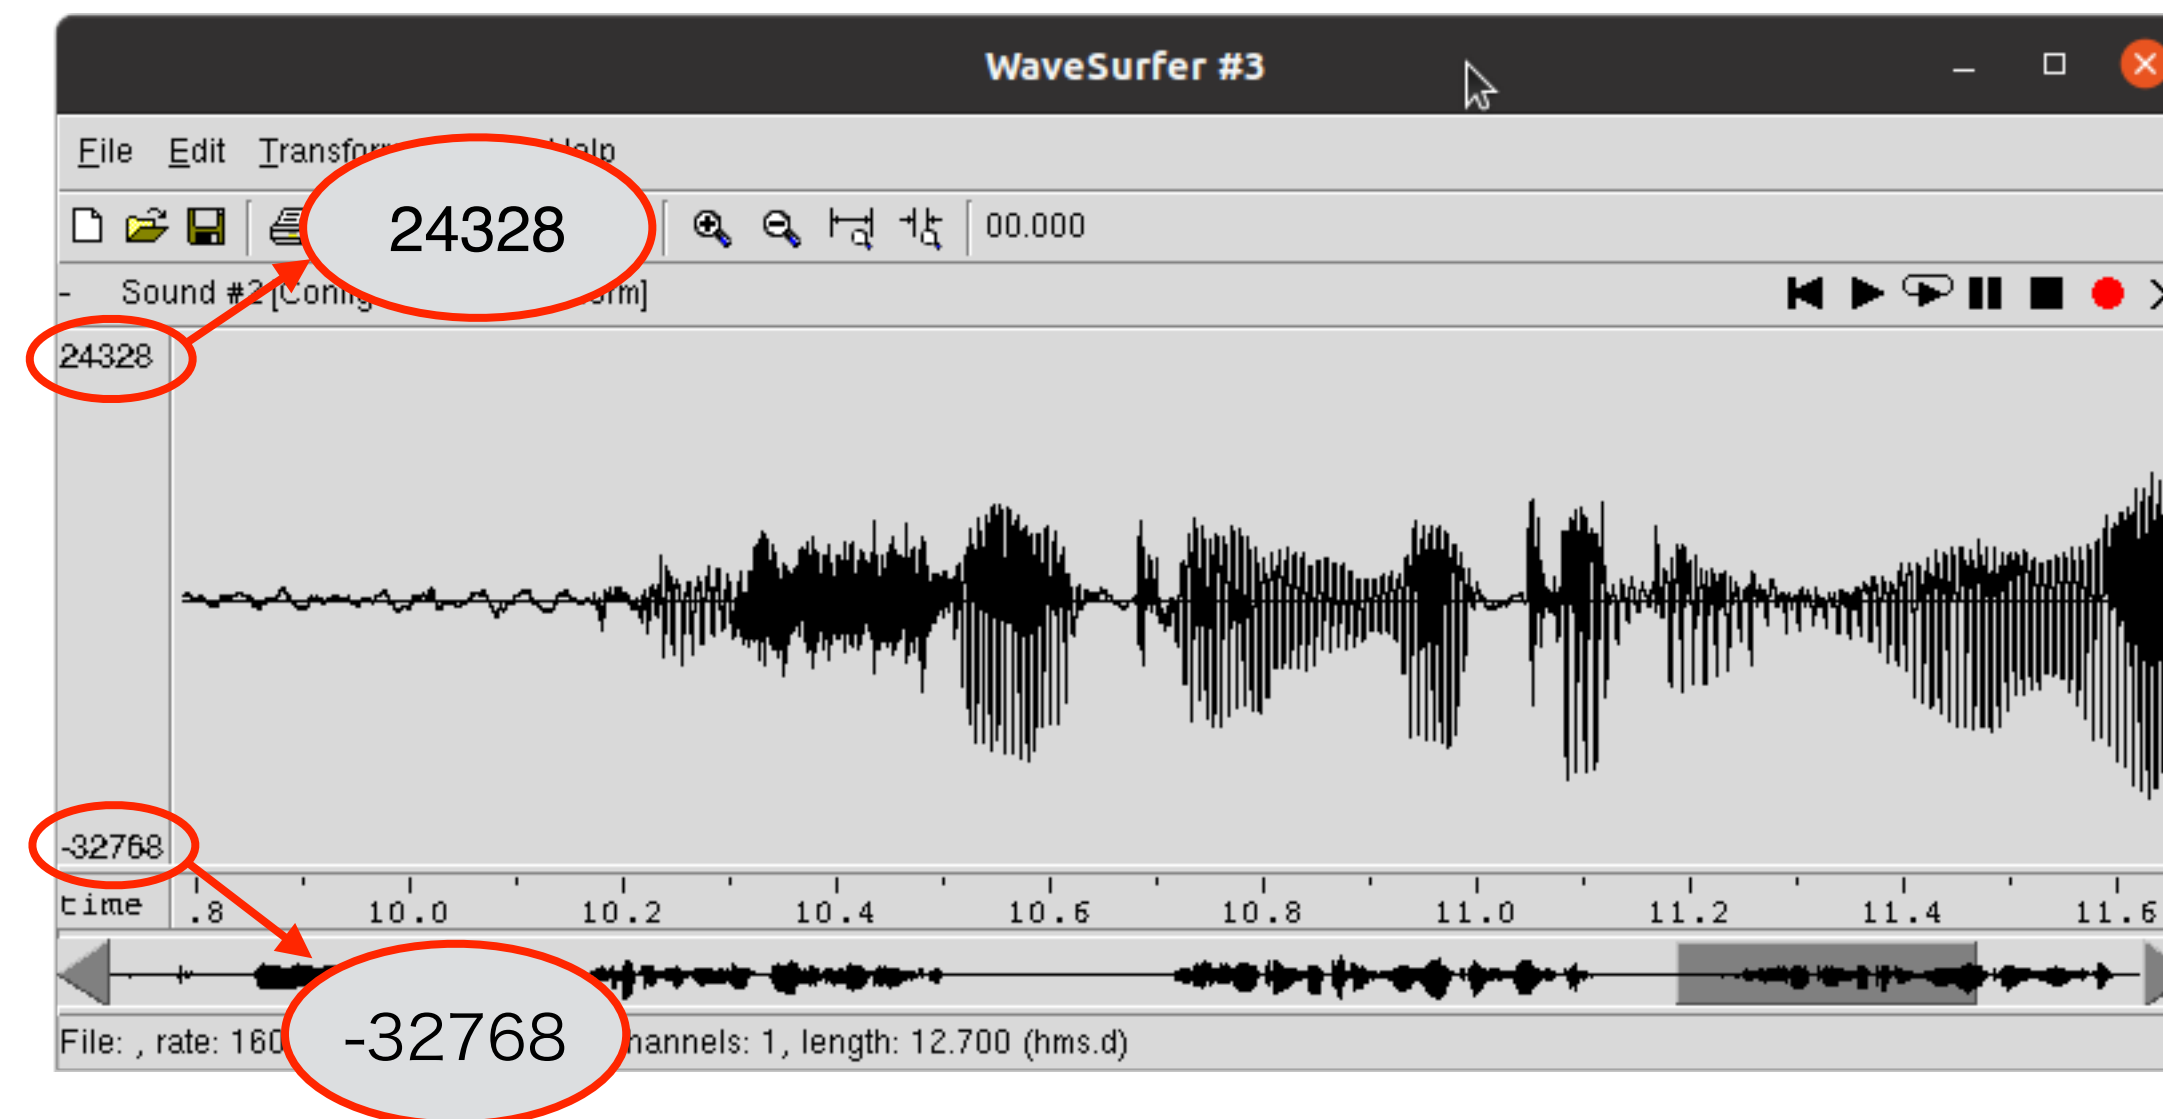 WaveSurfer #3
File Edit Transfor Help
24328
00.000
Sound #2 [Config orm]
24328
-32768
time .8 10.0 10.2 10.4 10.6 10.8 11.0 11.2 11.4 11.6
-32768
File: , rate: 160 hannels: 1, length: 12.700 (hms.d)